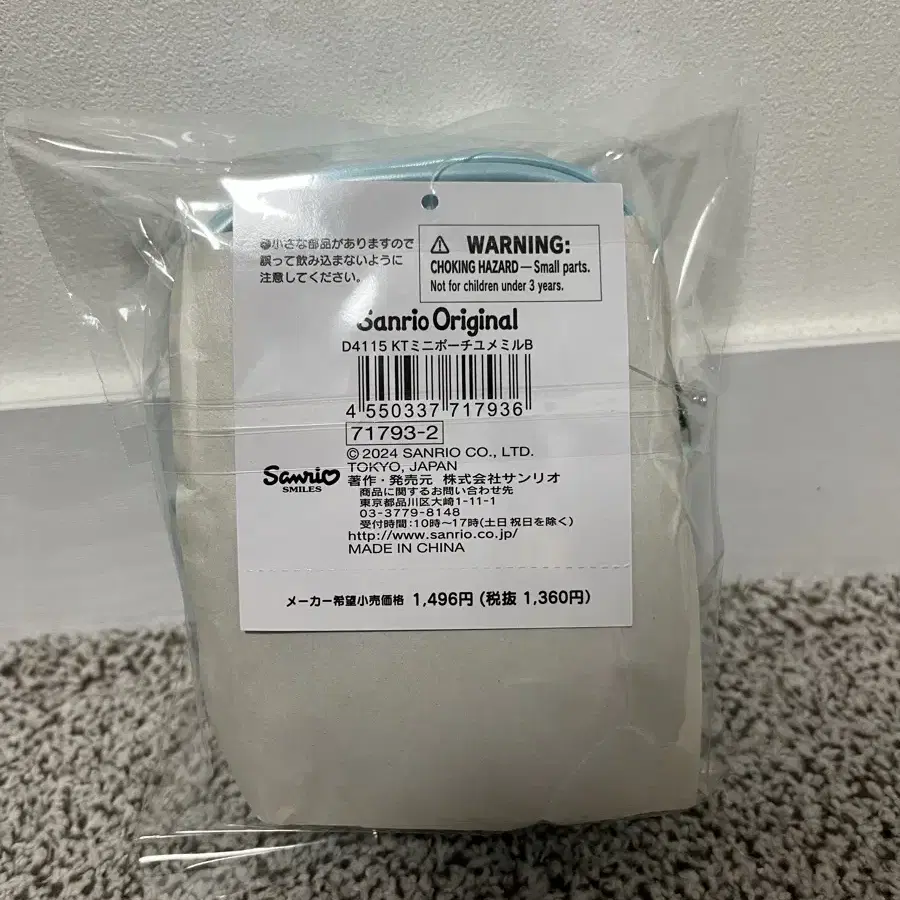 小さな部品がありますので
誤って飲み込まないように
注意してください。
⚠ WARNING:
CHOKING HAZARD — Small parts.
Not for children under 3 years.
Sanrio Original
D4115 KTミニポーチユメミルB
4 550337 717936
71793-2
© 2024 SANRIO CO., LTD.
TOKYO, JAPAN
Sanrio
SMILES
著作・発売元 株式会社サンリオ
商品に関するお問い合わせ先
東京都品川区大崎1-11-1
03-3779-8148
受付時間:10時~17時(土日祝日を除く)
http://www.sanrio.co.jp/
MADE IN CHINA
メーカー希望小売価格 1,496円 (税抜 1,360円)